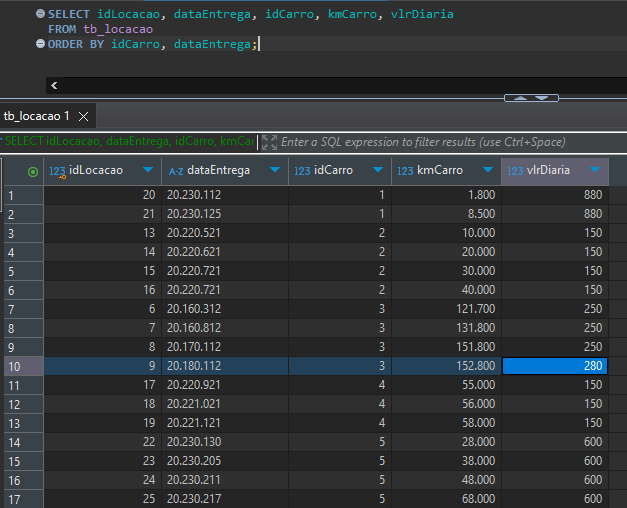 SELECT idLocacao, dataEntrega, idCarro, kmCarro, vlrDiaria
FROM tb_locacao
ORDER BY idCarro, dataEntrega;
tb_locacao 1
SELECT idLocacao, dataEntrega, idCarro, kmCar Enter a SQL expression to filter results (use Ctrl+Space)
123 idLocacao A-Z dataEntrega 123 idCarro 123 kmCarro 123 vlrDiaria
1 20 20.230.112 1 1.800 880
2 21 20.230.125 1 8.500 880
3 13 20.220.521 2 10.000 150
4 14 20.220.621 2 20.000 150
5 15 20.220.721 2 30.000 150
6 16 20.220.721 2 40.000 150
7 6 20.160.312 3 121.700 250
8 7 20.160.812 3 131.800 250
9 8 20.170.112 3 151.800 250
10 9 20.180.112 3 152.800 280
11 17 20.220.921 4 55.000 150
12 18 20.221.021 4 56.000 150
13 19 20.221.121 4 58.000 150
14 22 20.230.130 5 28.000 600
15 23 20.230.205 5 38.000 600
16 24 20.230.211 5 48.000 600
17 25 20.230.217 5 68.000 600